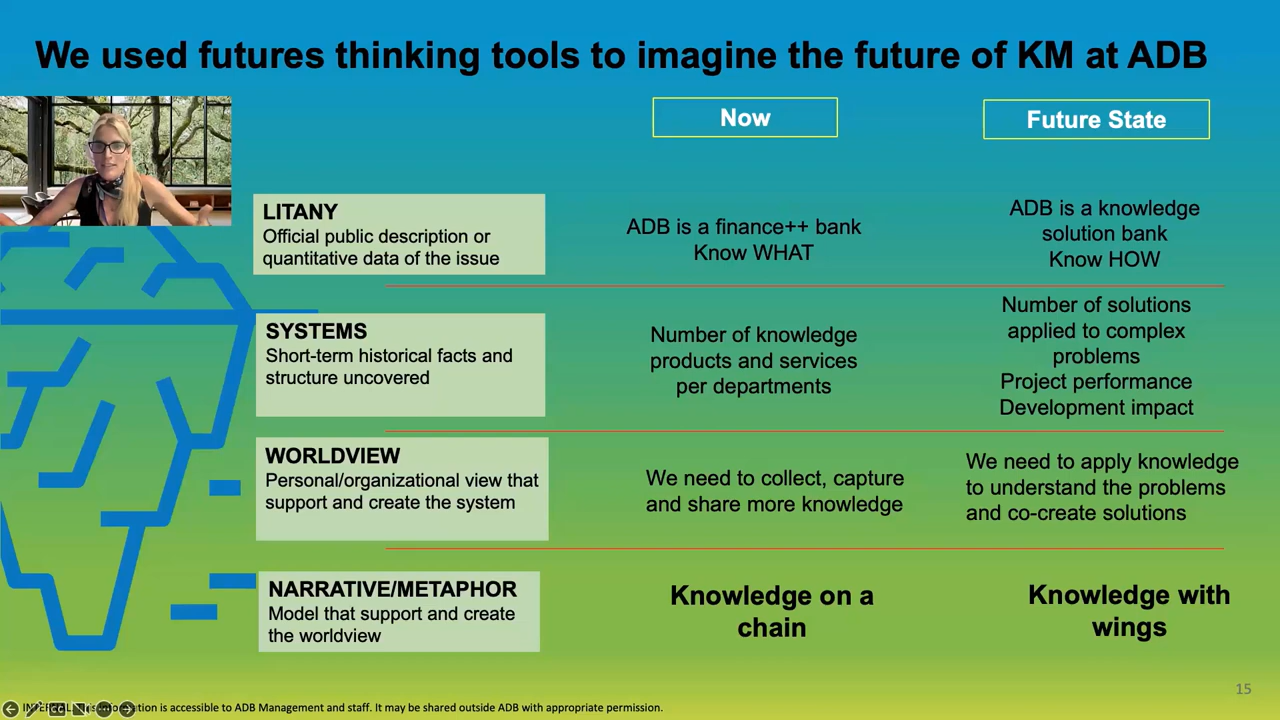 We used futures thinking tools to imagine the future of KM at ADB
Now
Future State
LITANY
Official public description or
quantitative data of the issue
ADB is a finance++ bank
Know WHAT
ADB is a knowledge
solution bank
Know HOW
SYSTEMS
Short-term historical facts and
structure uncovered
Number of knowledge
products and services
per departments
Number of solutions
applied to complex
problems
Project performance
Development impact
WORLDVIEW
Personal/organizational view that
support and create the system
We need to collect, capture
and share more knowledge
We need to apply knowledge
to understand the problems
and co-create solutions
NARRATIVE/METAPHOR
Model that support and create
the worldview
Knowledge on a
chain
Knowledge with
wings
15
is accessible to ADB Management and staff. It may be shared outside ADB with appropriate permission.